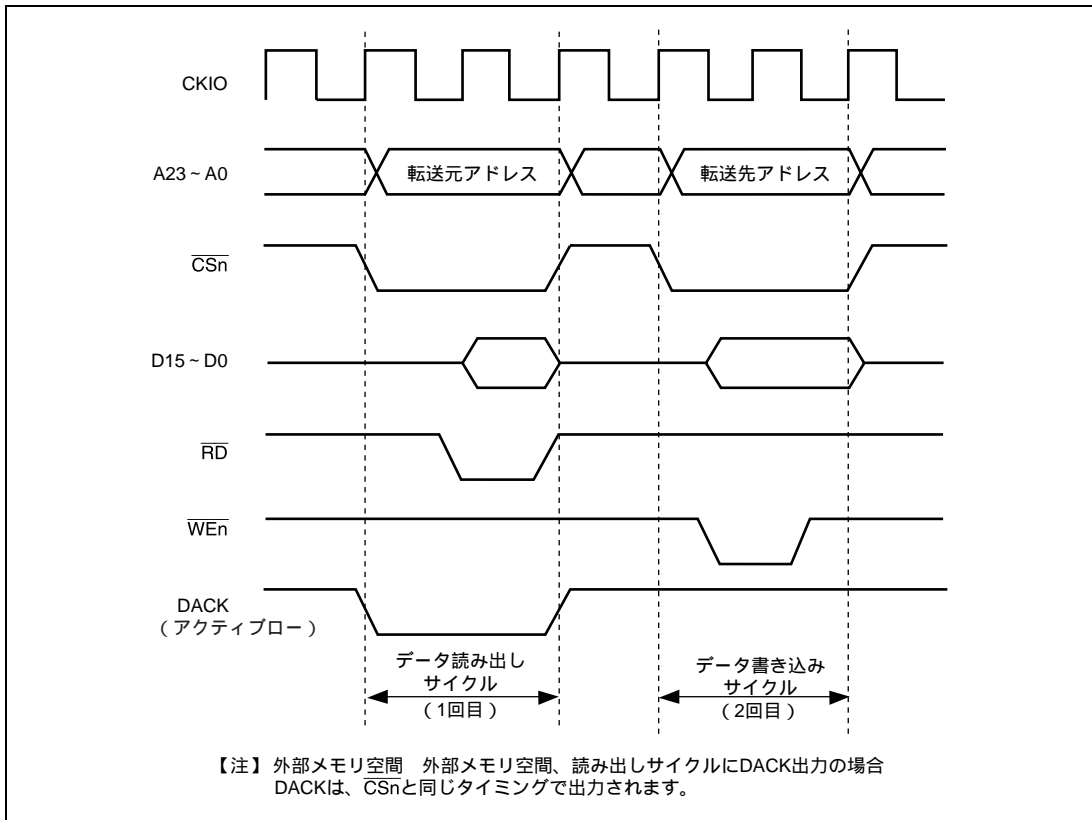 CKIO
A23~A0
転送元アドレス
転送先アドレス
CSn
D15~D0
RD
WEn
DACK
(アクティブロー)
データ読み出し
サイクル
(1回目)
データ書き込み
サイクル
(2回目)
【注】 外部メモリ空間 外部メモリ空間、読み出しサイクルにDACK出力の場合
DACKは、CSnと同じタイミングで出力されます。